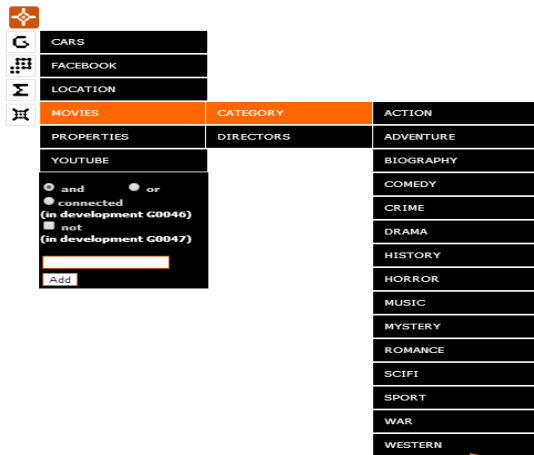 CARS
FACEBOOK
LOCATION
MOVIES CATEGORY ACTION
PROPERTIES DIRECTORS ADVENTURE
YOUTUBE BIOGRAPHY
and or COMEDY
connected
(in development G0046) CRIME
not DRAMA
(in development G0047)
HISTORY
Add HORROR
MUSIC
MYSTERY
ROMANCE
SCIFI
SPORT
WAR
WESTERN